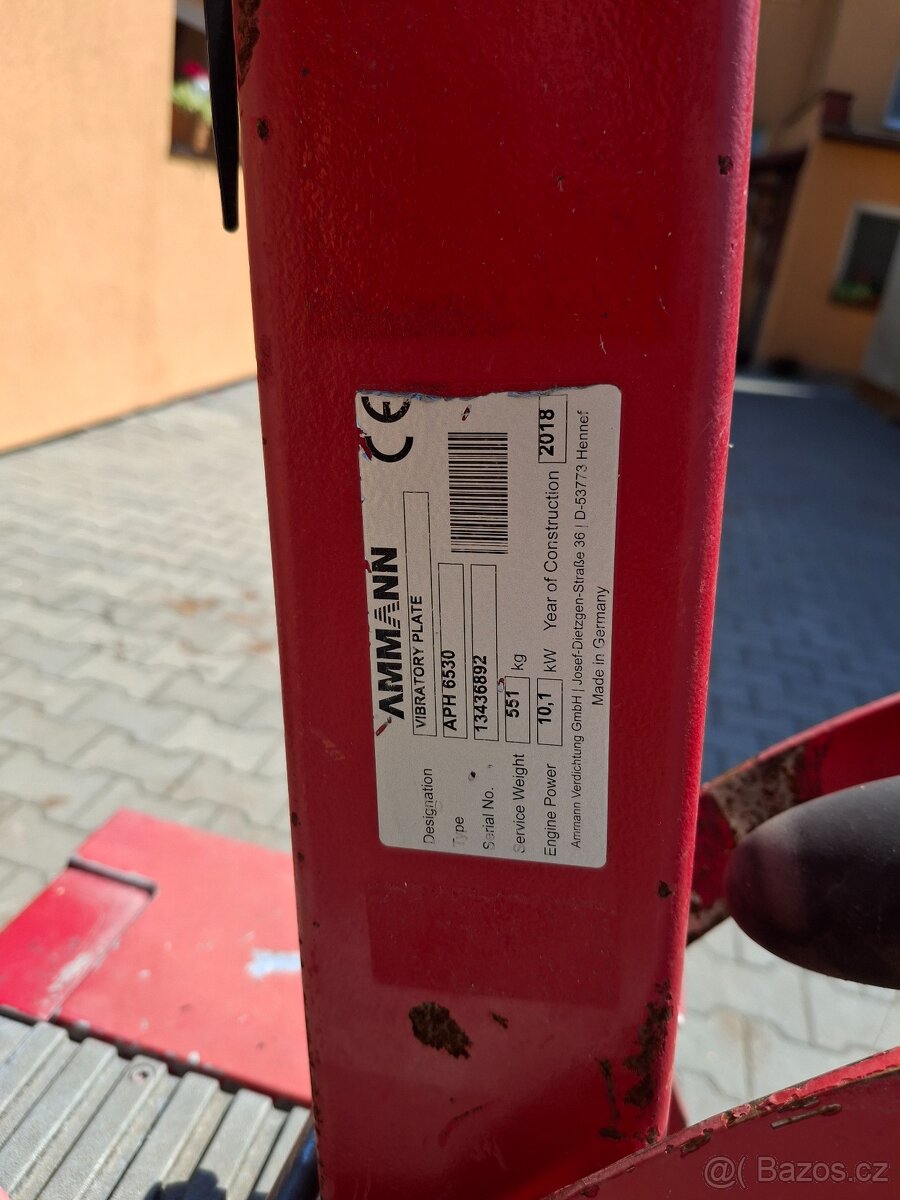 AMMANN CE
Designation VIBRATORY PLATE
Type APH 6530
Serial No. 13436892
Service Weight 551 kg
Engine Power 10,1 kW Year of Construction 2018
Ammann Verdichtung GmbH | Josef-Dietzgen-Straße 36 | D-53773 Hennef
Made in Germany
@( Bazos.cz